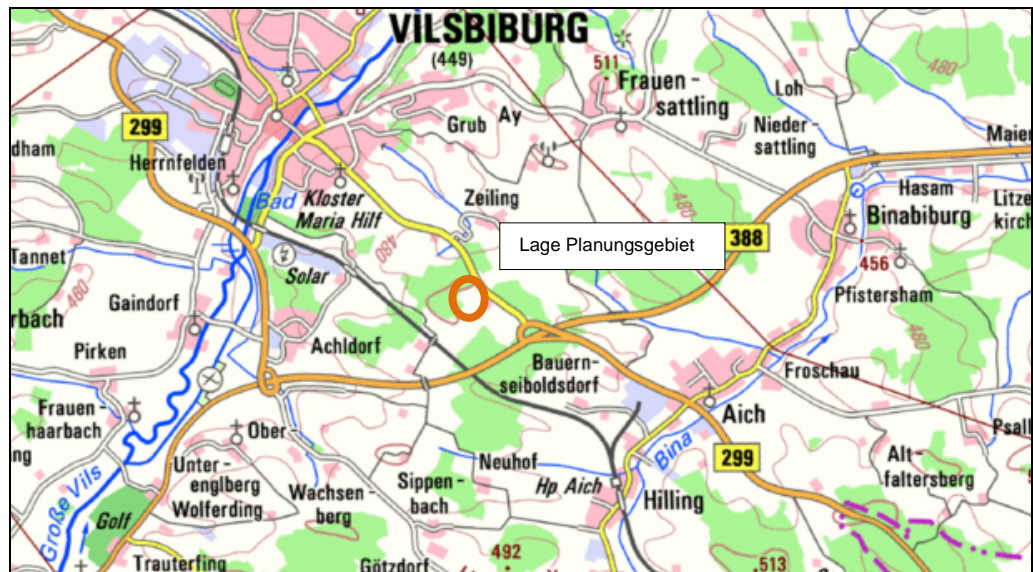 VILSBIBURG
(449)
511
Frauen-
sattling
480
Loh
299
Grub
Ay
Nieder-
sattling
Maier
dham
Herrnfelden
Bad
Kloster
Maria Hilf
Zeiling
480
Hasam
Litze
kirch
Binabiburg
Lage Planungsgebiet
388
480
Tannet
Solar
456
460
Gaindorf
Pfistersham
rbach
Achldorf
Pirken
Bauern-
seiboldsdorf
480
Froschau
Frauen-
haarbach
Aich
Psall
ng
Ober-
Bina
299
Alt-
faltersberg
Unter-
englberg
Wolferding
Neuhof
Hp Aich
Wachsen-
berg
Sippen-
bach
Hilling
Große Vils
Golf
492
513
Trauterfing
Götzdorf